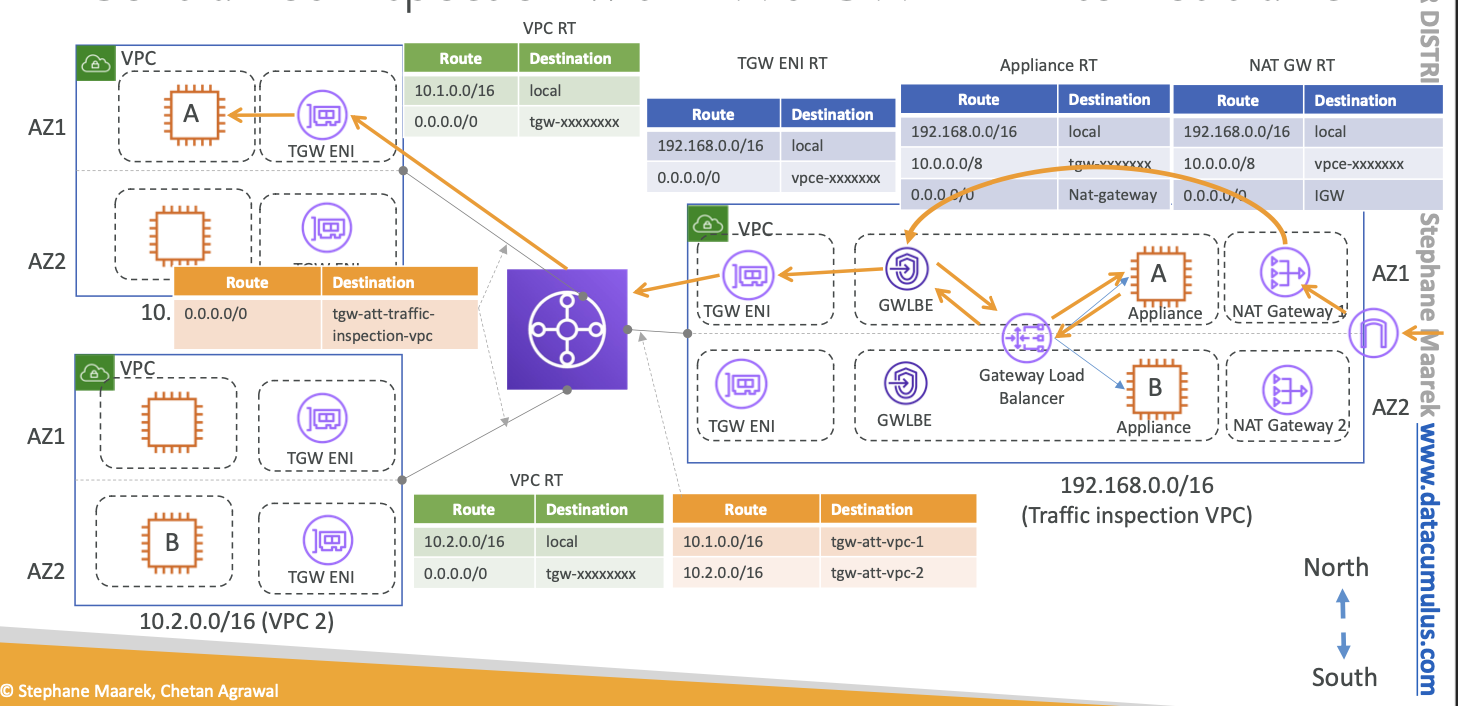 VPC RT
Route Destination
10.1.0.0/16 local
0.0.0.0/0 tgw-xxxxxxxx
TGW ENI RT
Route Destination
192.168.0.0/16 local
0.0.0.0/0 vpce-xxxxxxx
Appliance RT
Route Destination
192.168.0.0/16 local
10.0.0.0/8 tgw-xxxxxxx
0.0.0.0/0 Nat-gateway
NAT GW RT
Route Destination
192.168.0.0/16 local
10.0.0.0/8 vpce-xxxxxxx
0.0.0.0/0 IGW
VPC
AZ1
A
TGW ENI
AZ2
TGW ENI
10.
Route Destination
0.0.0.0/0 tgw-att-traffic-
inspection-vpc
VPC
AZ1
TGW ENI
AZ2
B
TGW ENI
10.2.0.0/16 (VPC 2)
VPC RT
Route Destination
10.2.0.0/16 local
0.0.0.0/0 tgw-xxxxxxxx
Route Destination
10.1.0.0/16 tgw-att-vpc-1
10.2.0.0/16 tgw-att-vpc-2
VPC
TGW ENI
GWLBE
A
Appliance
NAT Gateway 1
AZ1
Gateway Load
Balancer
TGW ENI
GWLBE
B
Appliance
NAT Gateway 2
AZ2
192.168.0.0/16
(Traffic inspection VPC)
North
South
© Stephane Maarek, Chetan Agrawal
R DISTRI
Stephane Maarek www.datacumulus.com